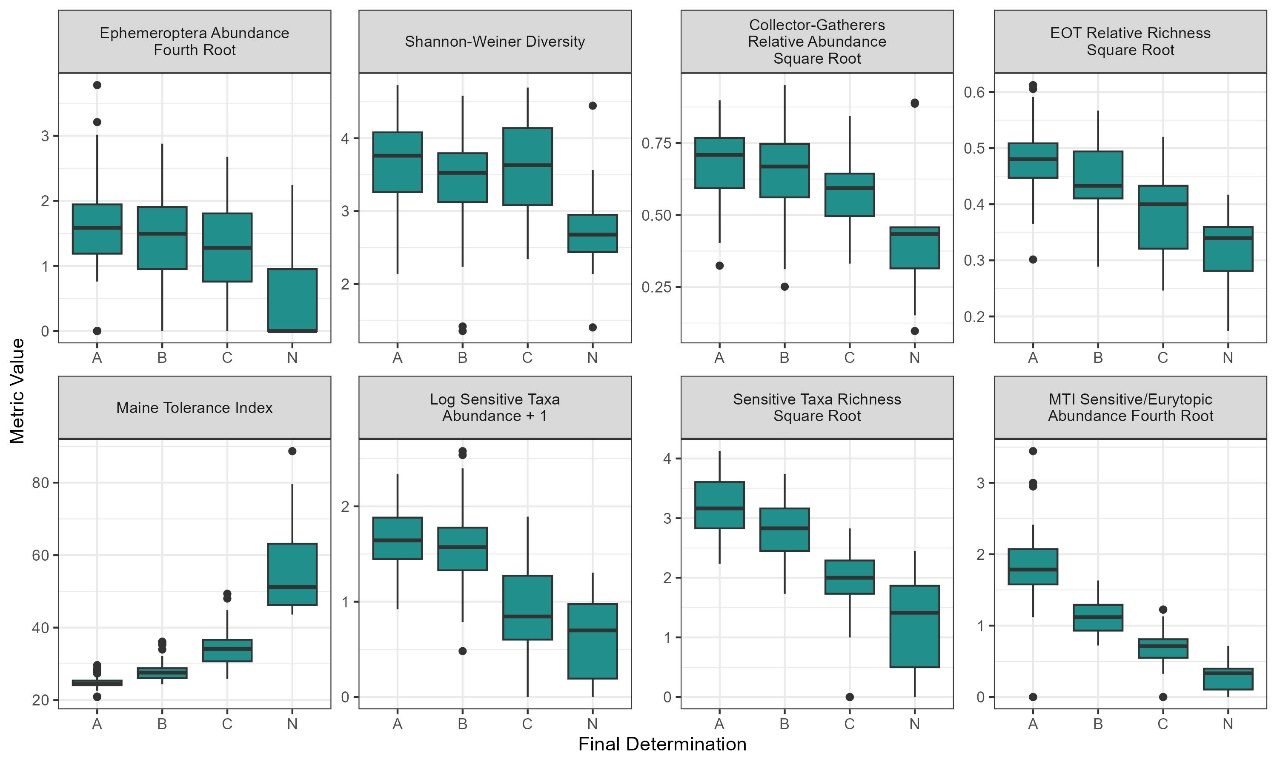 Ephemeroptera Abundance
Fourth Root
Shannon-Weiner Diversity
Collector-Gatherers
Relative Abundance
Square Root
EOT Relative Richness
Square Root
3
2
1
0
A B C N
4
3
2
A B C N
0.75
0.50
0.25
A B C N
0.6
0.5
0.4
0.3
0.2
A B C N
Metric Value
Maine Tolerance Index
Log Sensitive Taxa
Abundance + 1
Sensitive Taxa Richness
Square Root
MTI Sensitive/Eurytopic
Abundance Fourth Root
80
60
40
20
A B C N
2
1
0
A B C N
4
3
2
1
0
A B C N
3
2
1
0
A B C N
Final Determination